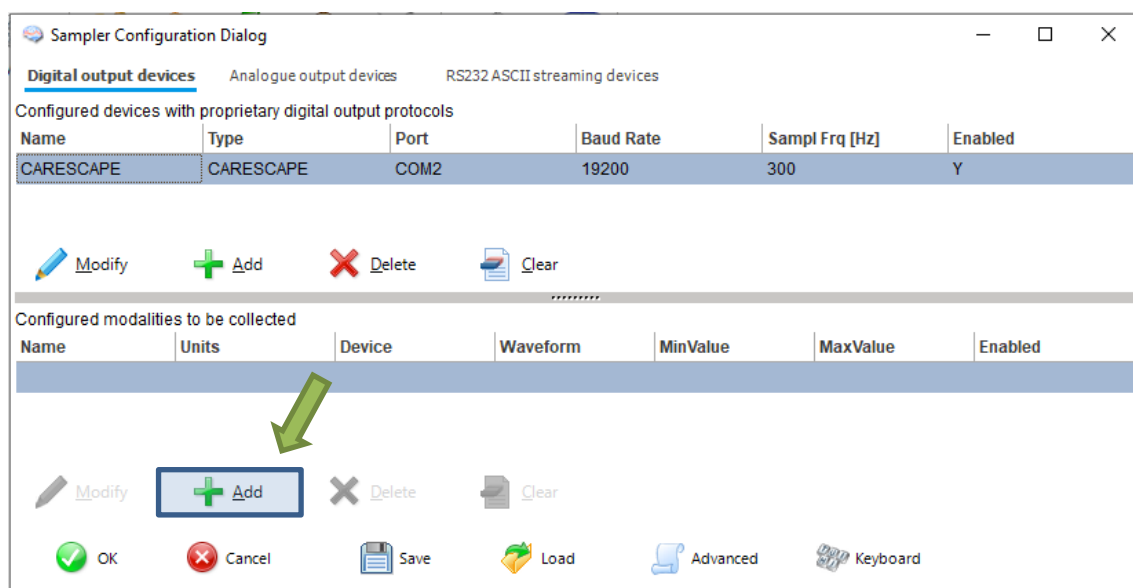 Sampler Configuration Dialog
Digital output devices Analogue output devices RS232 ASCII streaming devices
Configured devices with proprietary digital output protocols
Name Type Port Baud Rate Sampl Frq [Hz] Enabled
CARESCAPE CARESCAPE COM2 19200 300 Y
Modify Add Delete Clear
Configured modalities to be collected
Name Units Device Waveform MinValue MaxValue Enabled
Modify Add Delete Clear
OK Cancel Save Load Advanced Keyboard